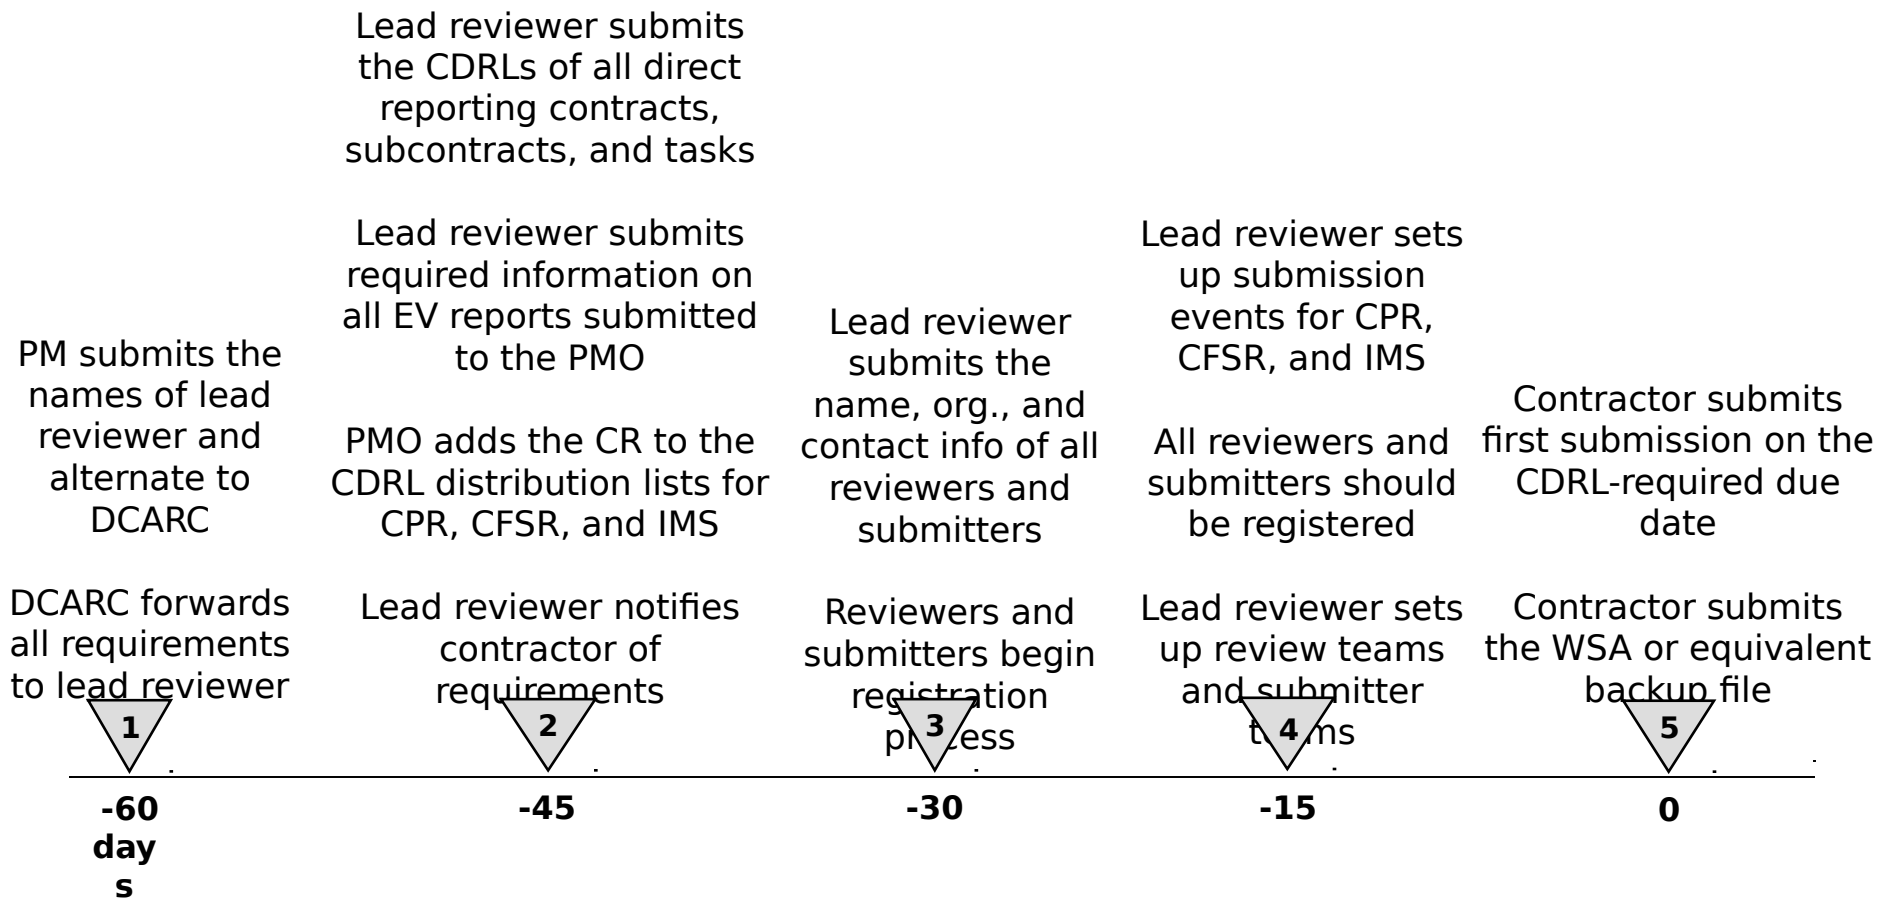 PM submits the
names of lead
reviewer and
alternate to
DCARC
DCARC forwards
all requirements
to lead reviewer
Lead reviewer submits
the CDRLs of all direct
reporting contracts,
subcontracts, and tasks
Lead reviewer submits
required information on
all EV reports submitted
to the PMO
PMO adds the CR to the
CDRL distribution lists for
CPR, CFSR, and IMS
Lead reviewer notifies
contractor of
requirements
Lead reviewer
submits the
name, org., and
contact info of all
reviewers and
submitters
Reviewers and
submitters begin
registration
process
Lead reviewer sets
up submission
events for CPR,
CFSR, and IMS
All reviewers and
submitters should
be registered
Lead reviewer sets
up review teams
and submitter
teams
Contractor submits
first submission on the
CDRL-required due
date
Contractor submits
the WSA or equivalent
backup file
1
2
3
4
5
-60
day
s
-45
-30
-15
0